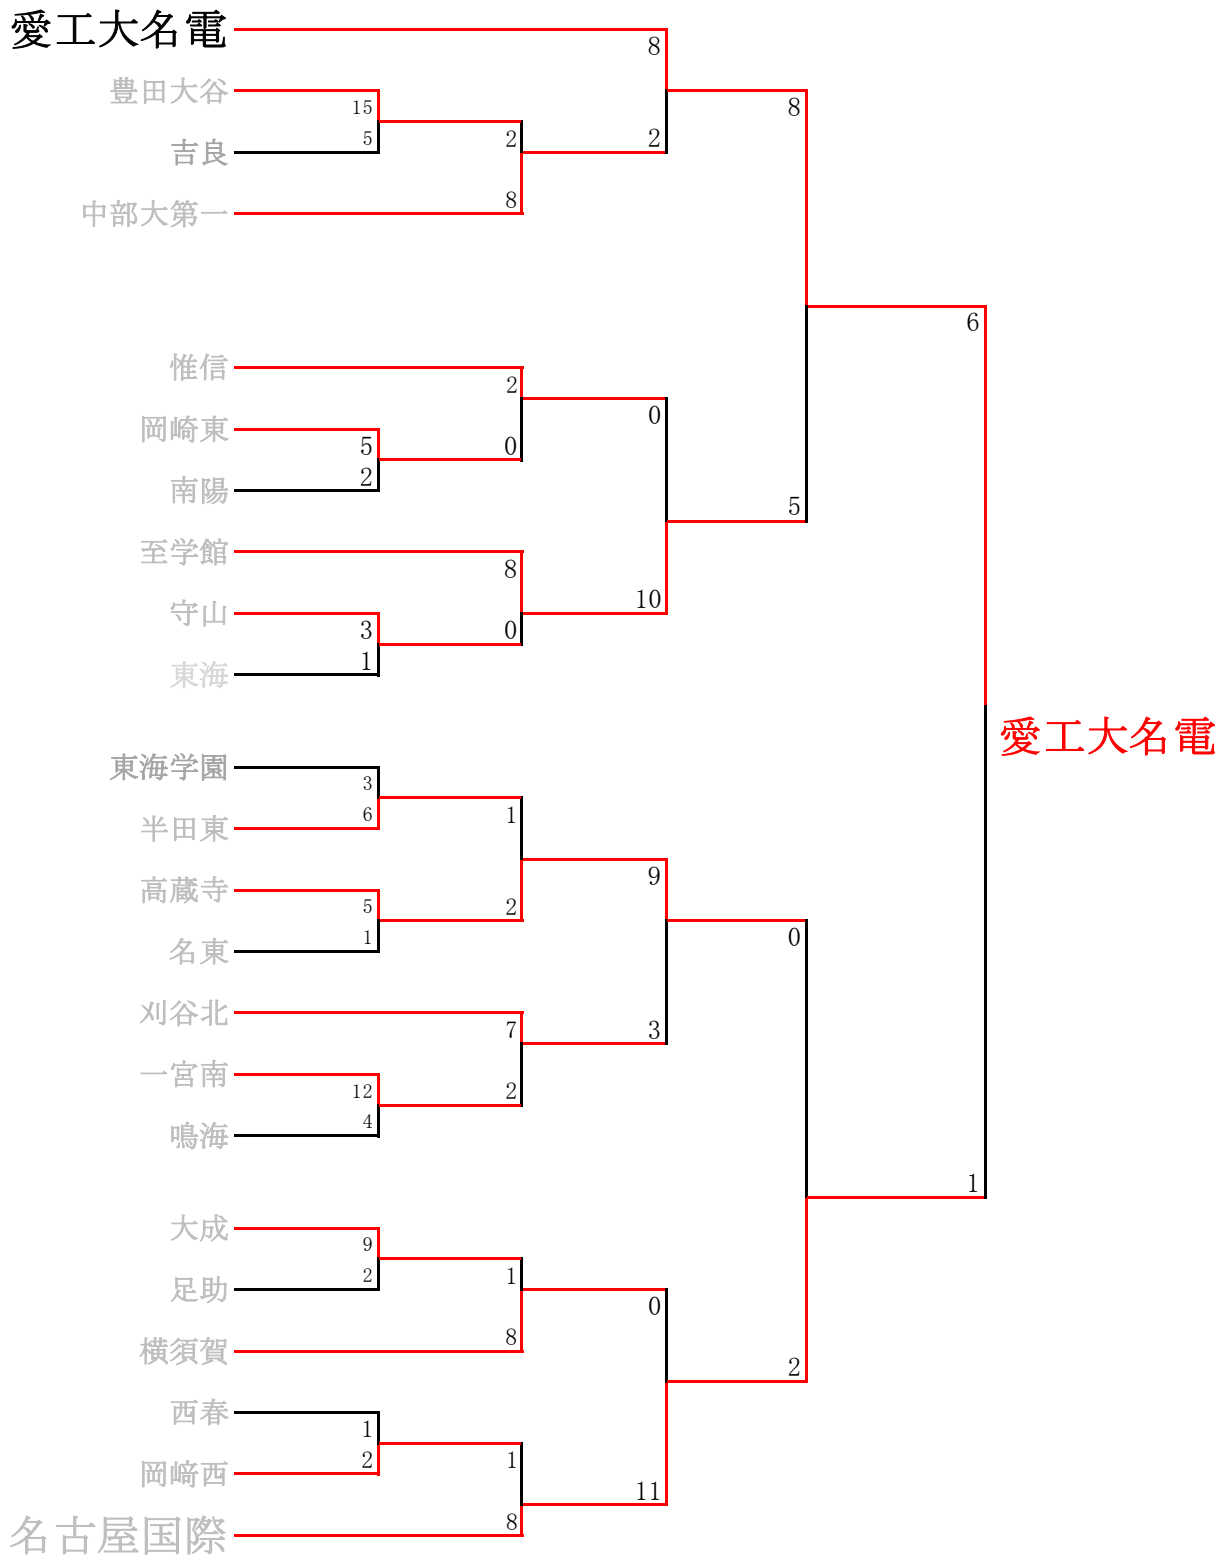 愛工大名電
8
豊田大谷
15
8
吉良
5
2
2
中部大第一
8
6
惟信
2
0
岡崎東
5
0
南陽
2
5
至学館
8
10
守山
3
0
東海
1
愛工大名電
東海学園
3
半田東
6
1
高蔵寺
5
2
9
名東
1
0
刈谷北
7
3
一宮南
12
2
鳴海
4
1
大成
9
足助
2
1
0
横須賀
8
2
西春
1
岡﨑西
2
1
11
名古屋国際
8